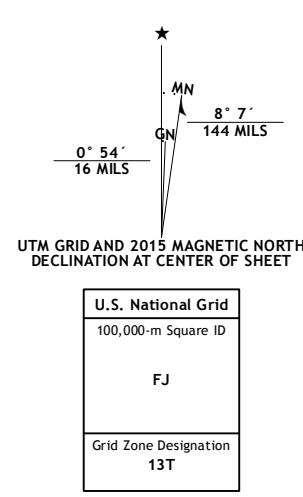 ★
MN
8° 7´
144 MILS
GN
0° 54´
16 MILS
UTM GRID AND 2015 MAGNETIC NORTH
DECLINATION AT CENTER OF SHEET
U.S. National Grid
100,000-m Square ID
FJ
Grid Zone Designation
13T